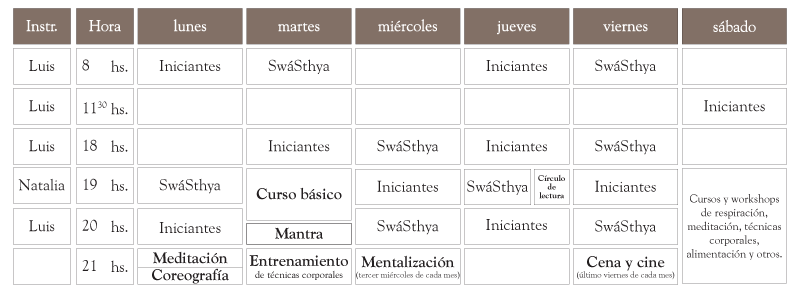 Instr. Hora lunes martes miércoles jueves viernes sábado
Luis 8 hs. Iniciantes SwáSthya Iniciantes SwáSthya
Luis 11³⁰ hs. Iniciantes
Luis 18 hs. Iniciantes SwáSthya Iniciantes SwáSthya
Natalia 19 hs. SwáSthya Curso básico Iniciantes SwáSthya Círculo de lectura Iniciantes
Luis 20 hs. Iniciantes Mantra SwáSthya Iniciantes SwáSthya
Cursos y workshops
de respiración,
meditación, técnicas
corporales,
alimentación y otros.
21 hs. Meditación Entrenamiento Mentalización Cena y cine
Coreografía de técnicas corporales (tercer miércoles de cada mes) (último viernes de cada mes)